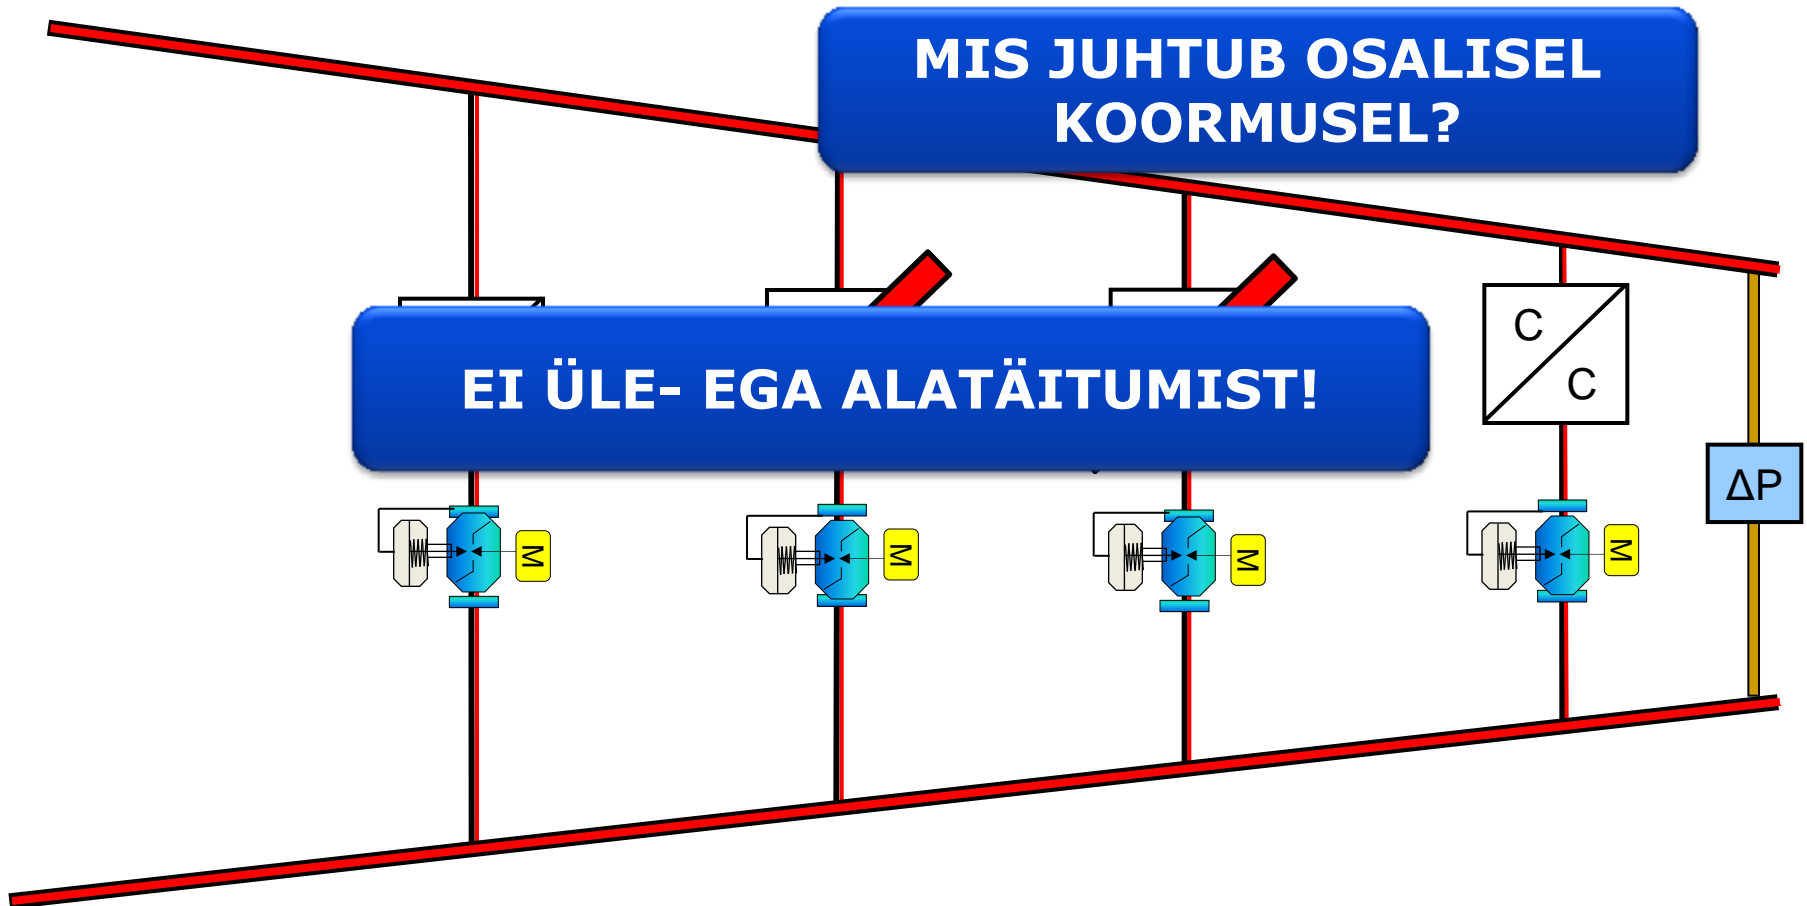 MIS JUHTUB OSALISEL
KOORMUSEL?
EI ÜLE- EGA ALATÄITUMIST!
C
C
ΔP
M
M
M
M